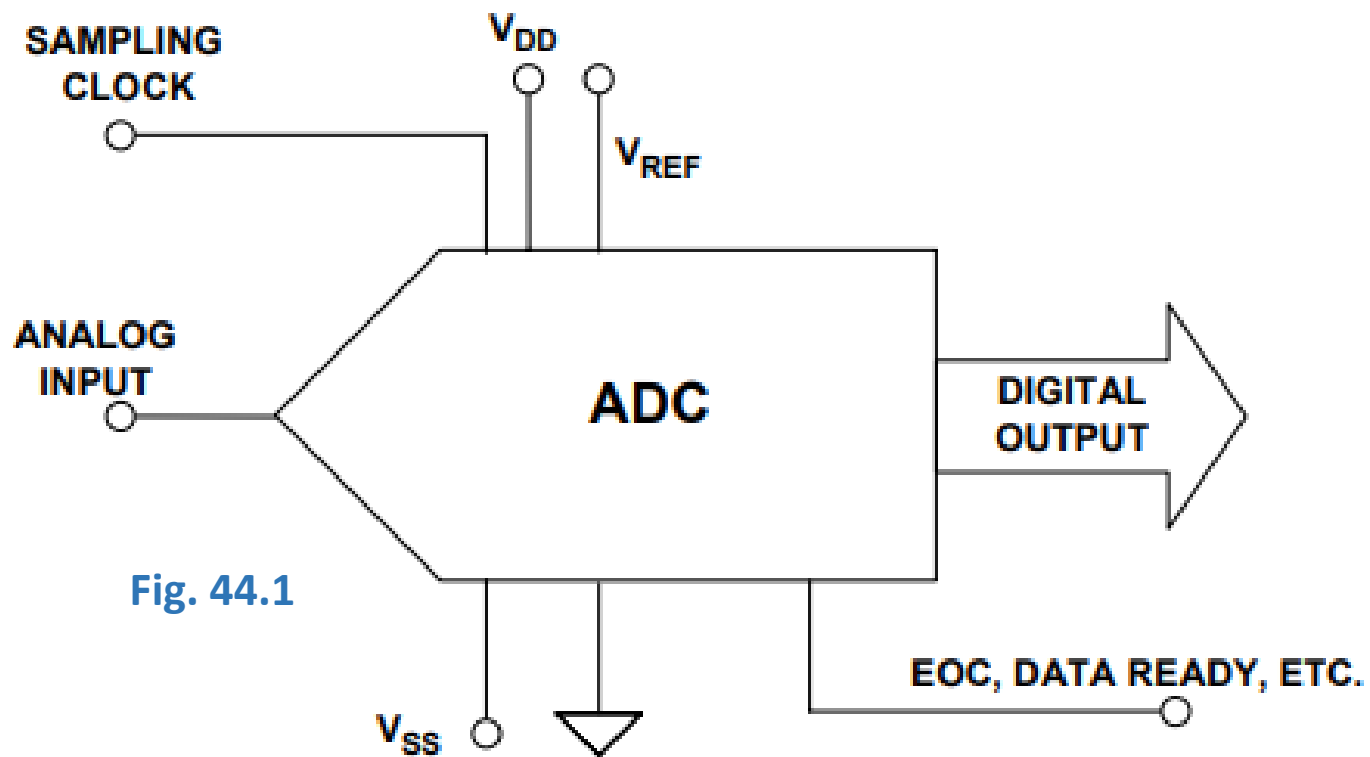 SAMPLING
CLOCK
VDD
VREF
ANALOG
INPUT
ADC
DIGITAL
OUTPUT
Fig. 44.1
EOC, DATA READY, ETC.
VSS